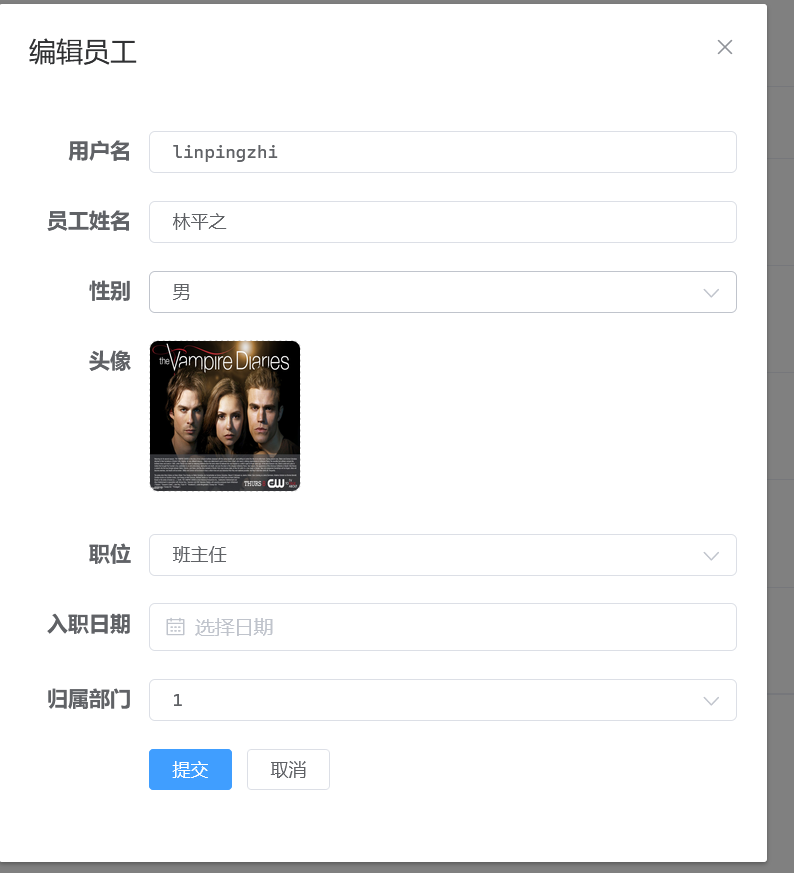 编辑员工
用户名
linpingzhi
员工姓名
林平之
性别
男
头像
the Vampire Diaries
THURS
CW
职位
班主任
入职日期
选择日期
归属部门
1
提交
取消